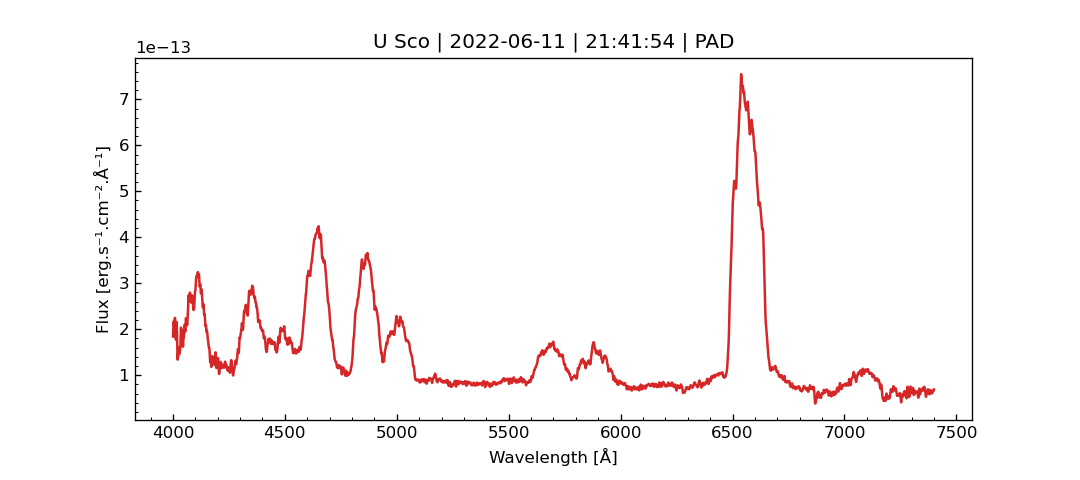 U Sco | 2022-06-11 | 21:41:54 | PAD
1e−13
7
6
5
4
3
2
1
Flux [erg.s⁻¹.cm⁻².Å⁻¹]
4000 4500 5000 5500 6000 6500 7000 7500
Wavelength [Å]